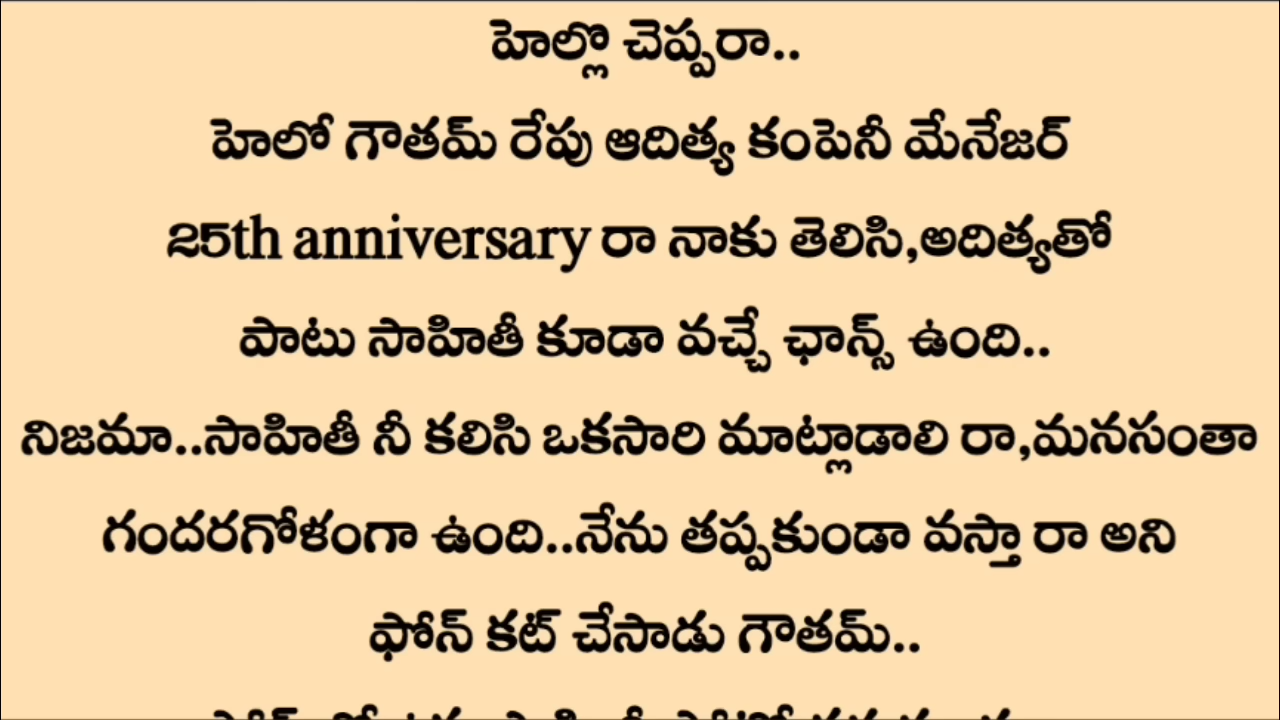 హెల్లొ చెప్పరా..
హెలో గౌతమ్ రేపు ఆదిత్య కంపెనీ మేనేజర్
25th anniversary రా నాకు తెలిసి,అదిత్యతో
పాటు సాహితీ కూడా వచ్చే ఛాన్స్ ఉంది..
నిజమా..సాహితీ నీ కలిసి ఒకసారి మాట్లాడాలి రా,మనసంతా
గందరగోళంగా ఉంది..నేను తప్పకుండా వస్తా రా అని
ఫోన్ కట్ చేసాడు గౌతమ్..